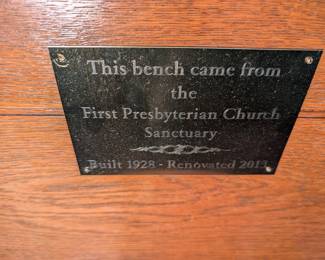 This bench came from
the
First Presbyterian Church
Sanctuary
Built 1928 - Renovated 2013